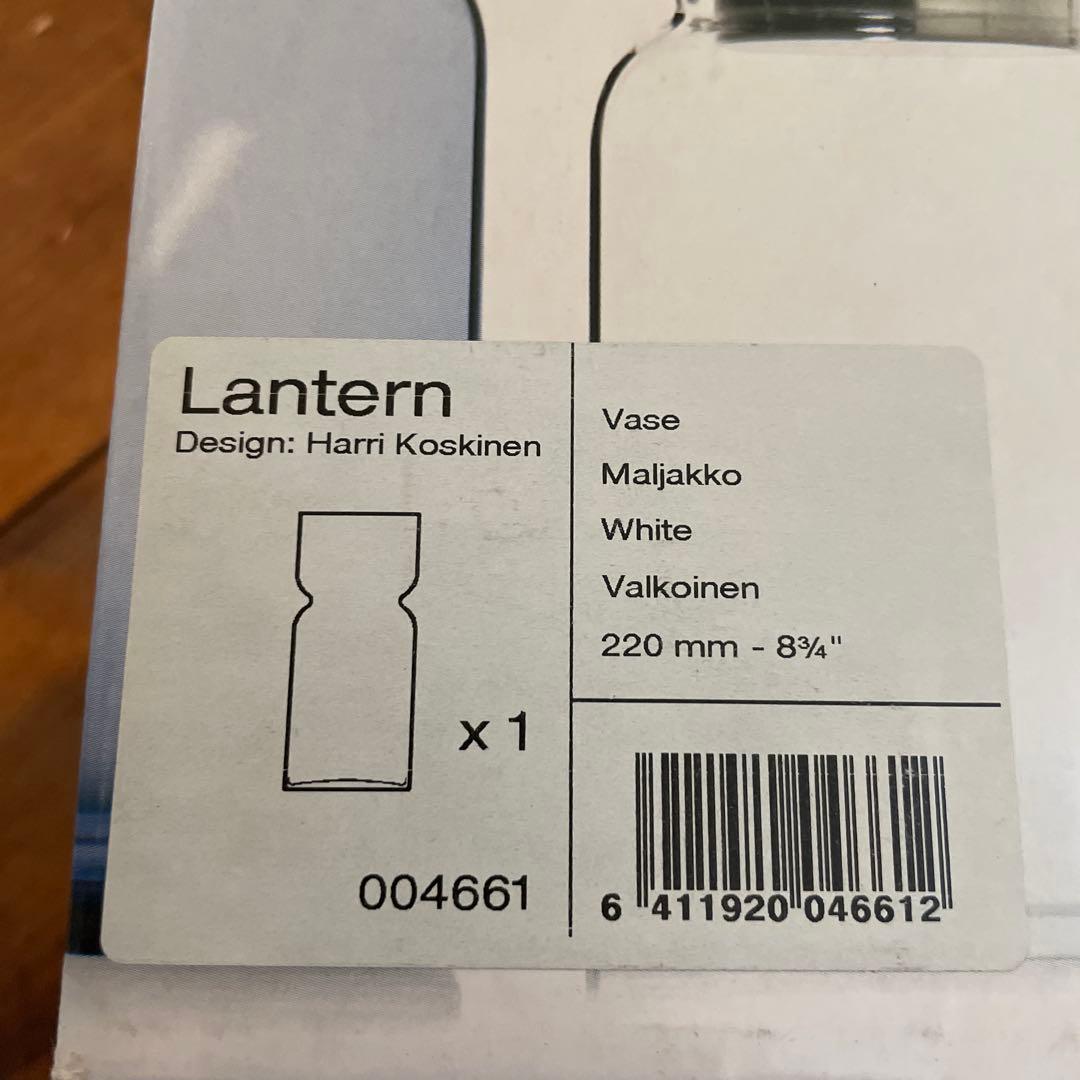 Lantern
Design: Harri Koskinen
x 1
004661
Vase
Maljakko
White
Valkoinen
220 mm - 8¾"
6 411920 046612